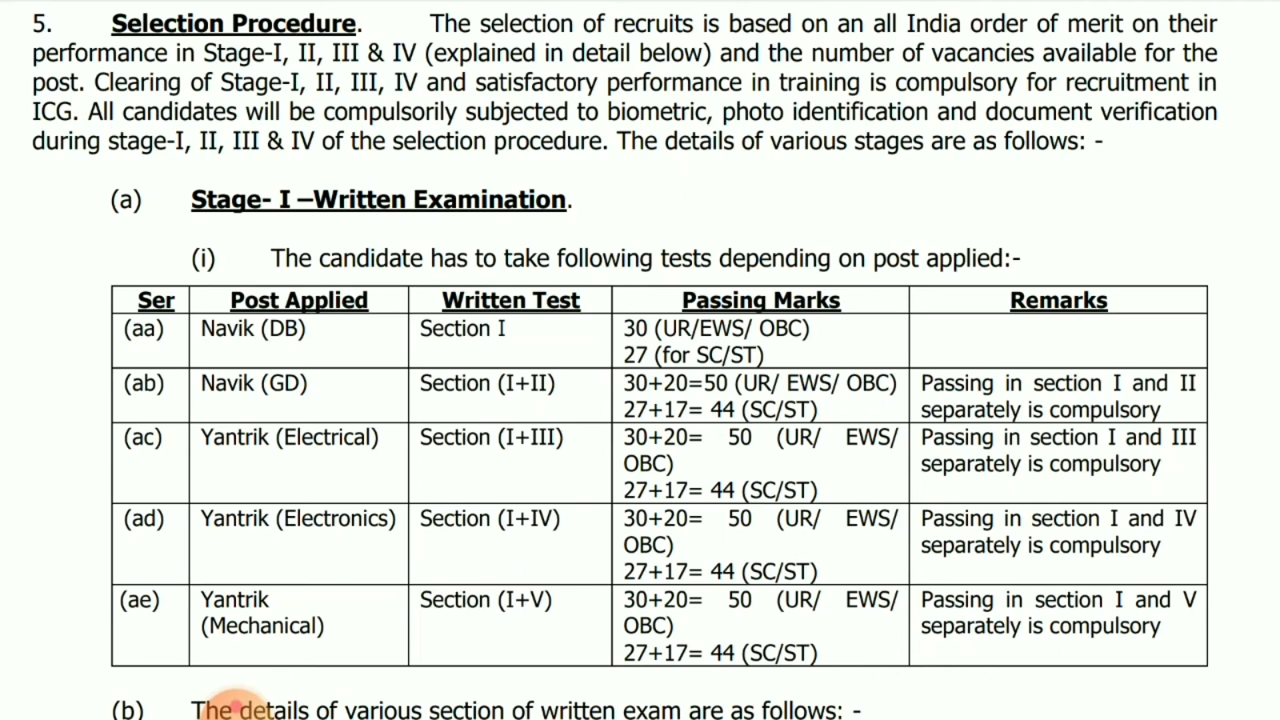 5. Selection Procedure. The selection of recruits is based on an all India order of merit on their
performance in Stage-I, II, III & IV (explained in detail below) and the number of vacancies available for the
post. Clearing of Stage-I, II, III, IV and satisfactory performance in training is compulsory for recruitment in
ICG. All candidates will be compulsorily subjected to biometric, photo identification and document verification
during stage-I, II, III & IV of the selection procedure. The details of various stages are as follows: -
(a) Stage- I –Written Examination.
(i) The candidate has to take following tests depending on post applied:-
Ser Post Applied Written Test Passing Marks Remarks
(aa) Navik (DB) Section I 30 (UR/EWS/ OBC)
27 (for SC/ST)
(ab) Navik (GD) Section (I+II) 30+20=50 (UR/ EWS/ OBC) Passing in section I and II
27+17= 44 (SC/ST) separately is compulsory
(ac) Yantrik (Electrical) Section (I+III) 30+20= 50 (UR/ EWS/ Passing in section I and III
OBC) separately is compulsory
27+17= 44 (SC/ST)
(ad) Yantrik (Electronics) Section (I+IV) 30+20= 50 (UR/ EWS/ Passing in section I and IV
OBC) separately is compulsory
27+17= 44 (SC/ST)
(ae) Yantrik Section (I+V) 30+20= 50 (UR/ EWS/ Passing in section I and V
(Mechanical) OBC) separately is compulsory
27+17= 44 (SC/ST)
(b) The details of various section of written exam are as follows: -